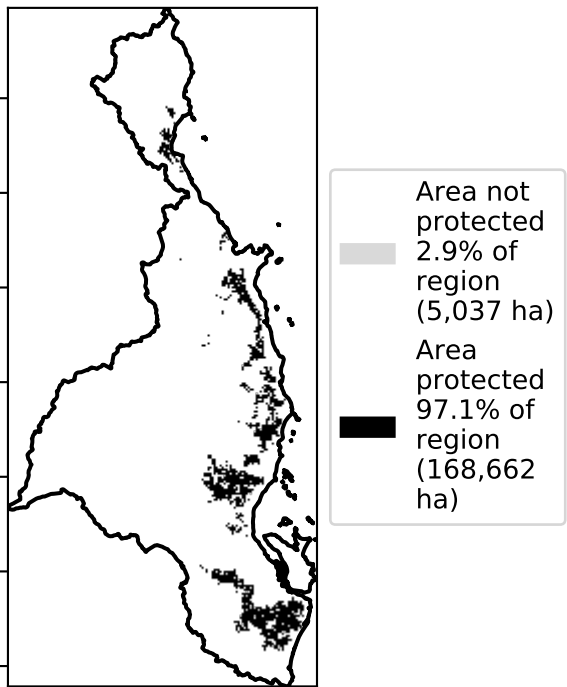 Area not
protected
2.9% of
region
(5,037 ha)
Area
protected
97.1% of
region
(168,662
ha)